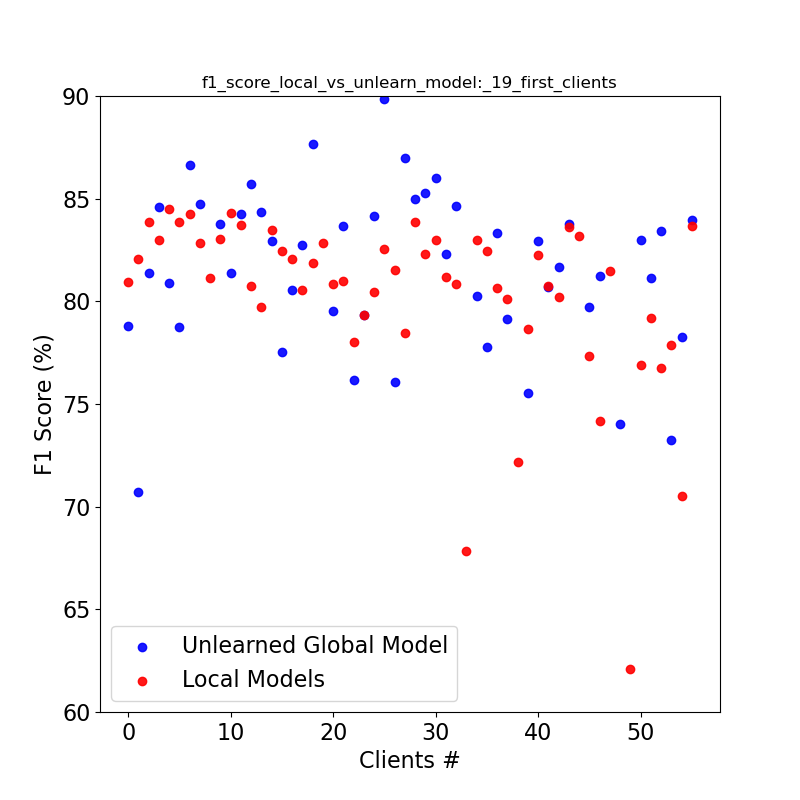 f1_score_local_vs_unlearn_model:_19_first_clients
90
85
80
75
70
65
60
F1 Score (%)
Unlearned Global Model
Local Models
0 10 20 30 40 50
Clients #